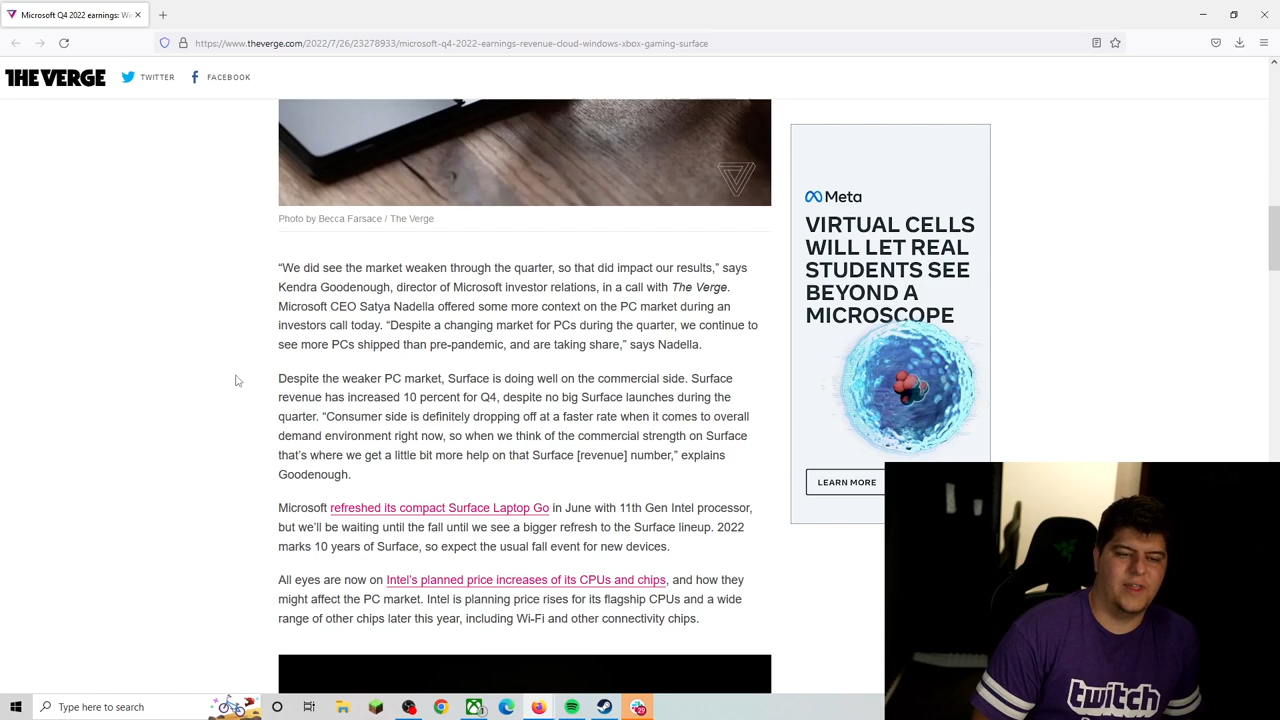 Microsoft Q4 2022 earnings: Wi
https://www.theverge.com/2022/7/26/23278933/microsoft-q4-2022-earnings-revenue-cloud-windows-xbox-gaming-surface
THE VERGE
TWITTER
FACEBOOK
Photo by Becca Farsace / The Verge
“We did see the market weaken through the quarter, so that did impact our results,” says
Kendra Goodenough, director of Microsoft investor relations, in a call with The Verge.
Microsoft CEO Satya Nadella offered some more context on the PC market during an
investors call today. “Despite a changing market for PCs during the quarter, we continue to
see more PCs shipped than pre-pandemic, and are taking share,” says Nadella.
Despite the weaker PC market, Surface is doing well on the commercial side. Surface
revenue has increased 10 percent for Q4, despite no big Surface launches during the
quarter. “Consumer side is definitely dropping off at a faster rate when it comes to overall
demand environment right now, so when we think of the commercial strength on Surface
that’s where we get a little bit more help on that Surface [revenue] number,” explains
Goodenough.
Microsoft refreshed its compact Surface Laptop Go in June with 11th Gen Intel processor,
but we’ll be waiting until the fall until we see a bigger refresh to the Surface lineup. 2022
marks 10 years of Surface, so expect the usual fall event for new devices.
All eyes are now on Intel’s planned price increases of its CPUs and chips, and how they
might affect the PC market. Intel is planning price rises for its flagship CPUs and a wide
range of other chips later this year, including Wi-Fi and other connectivity chips.
Meta
VIRTUAL CELLS
WILL LET REAL
STUDENTS SEE
BEYOND A
MICROSCOPE
LEARN MORE
twitch
Type here to search